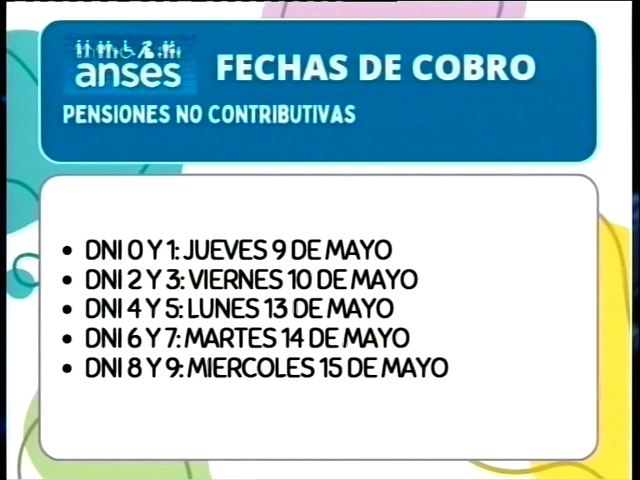 anses
FECHAS DE COBRO
PENSIONES NO CONTRIBUTIVAS
• DNI 0 Y 1: JUEVES 9 DE MAYO
• DNI 2 Y 3: VIERNES 10 DE MAYO
• DNI 4 Y 5: LUNES 13 DE MAYO
• DNI 6 Y 7: MARTES 14 DE MAYO
• DNI 8 Y 9: MIERCOLES 15 DE MAYO